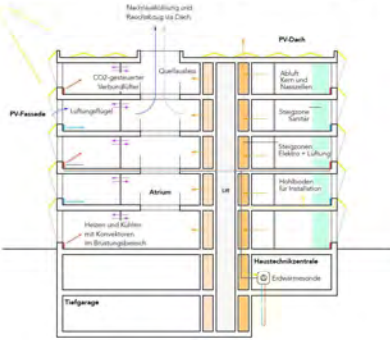 Nachtauskühlung und
Rauchabzug via Dach
PV-Dach
CO2-gesteuerter
Verbundlüfter
Quellauslass
Abluft
Kern und
Nasszellen
PV-Fassade
Lüftungsflügel
Steigzone
Sanitär
Steigzonen
Elektro + Lüftung
Atrium
Lift
Hohlboden
für Installation
Heizen und Kühlen
mit Konvektoren
im Brüstungsbereich
Haustechnikzentrale
Erdwärmesonde
Tiefgarage